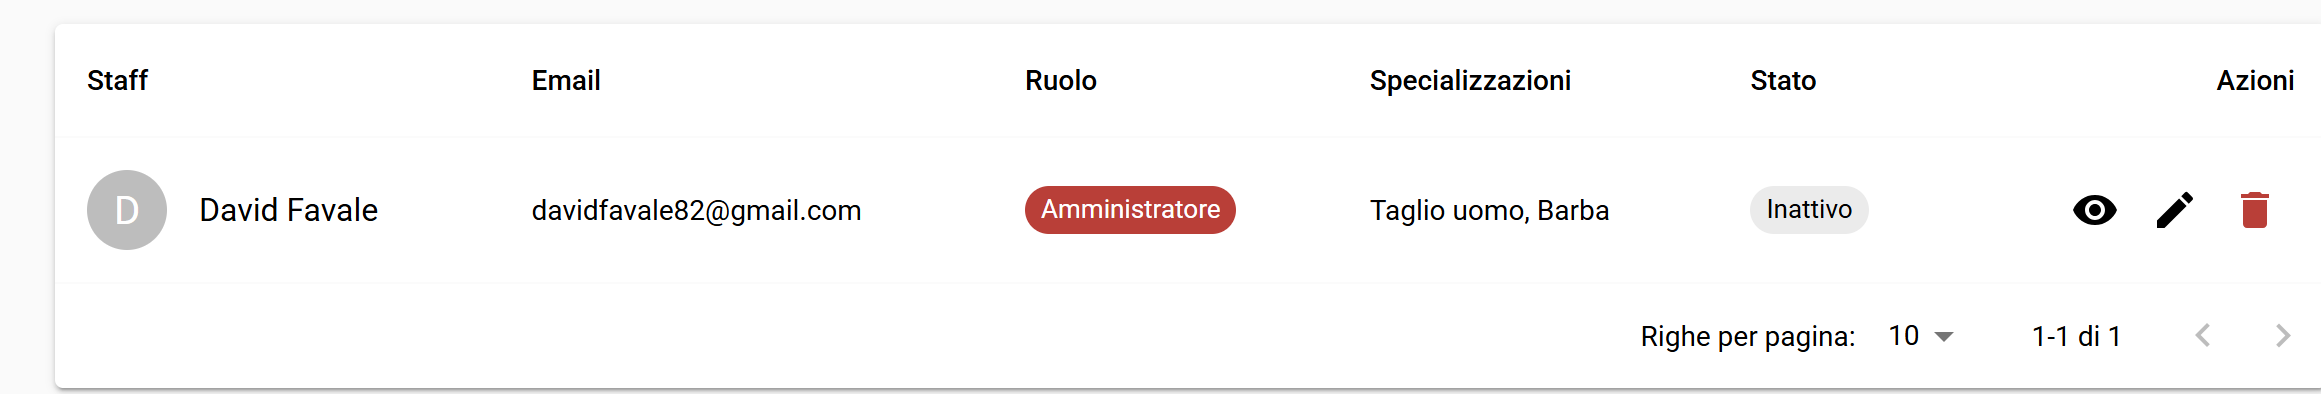 Staff Email Ruolo Specializzazioni Stato Azioni
D David Favale davidfavale82@gmail.com Amministratore Taglio uomo, Barba Inattivo
Righe per pagina: 10 1-1 di 1